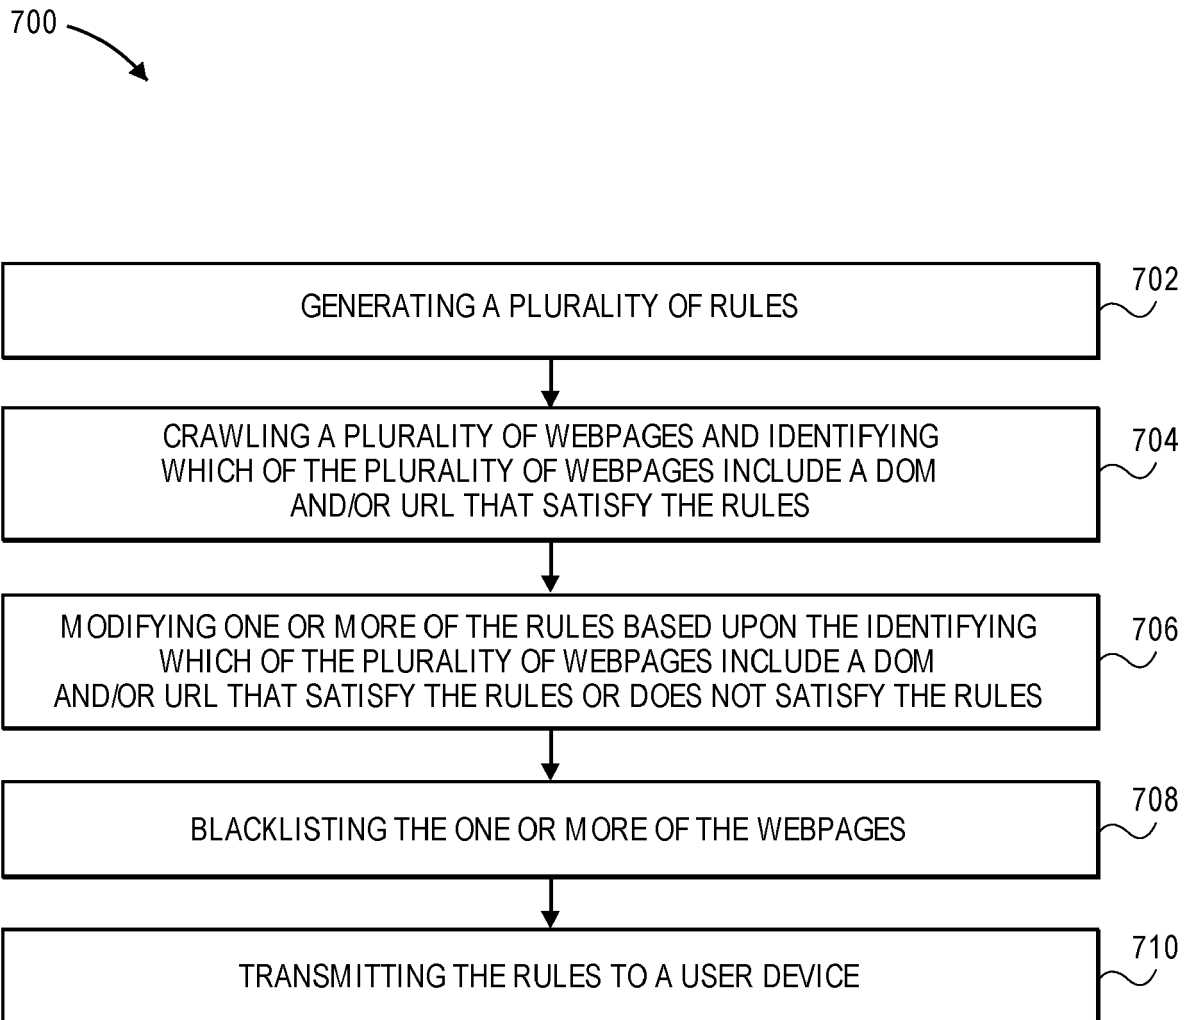 700
GENERATING A PLURALITY OF RULES
702
CRAWLING A PLURALITY OF WEBPAGES AND IDENTIFYING
WHICH OF THE PLURALITY OF WEBPAGES INCLUDE A DOM
AND/OR URL THAT SATISFY THE RULES
704
MODIFYING ONE OR MORE OF THE RULES BASED UPON THE IDENTIFYING
WHICH OF THE PLURALITY OF WEBPAGES INCLUDE A DOM
AND/OR URL THAT SATISFY THE RULES OR DOES NOT SATISFY THE RULES
706
BLACKLISTING THE ONE OR MORE OF THE WEBPAGES
708
TRANSMITTING THE RULES TO A USER DEVICE
710